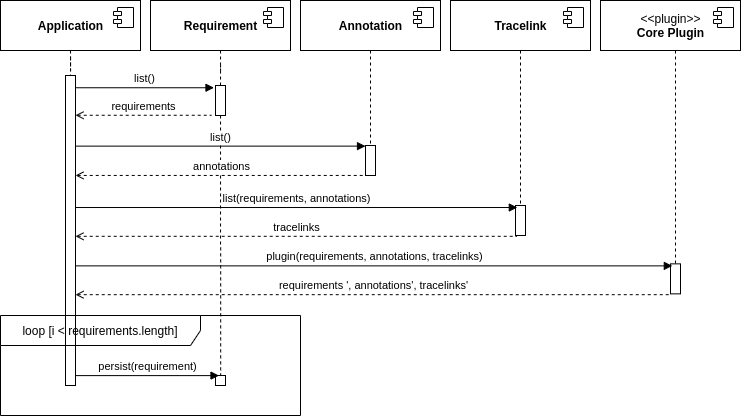 Application
Requirement
Annotation
Tracelink
<<plugin>>
Core Plugin
list()
requirements
list()
annotations
list(requirements, annotations)
tracelinks
plugin(requirements, annotations, tracelinks)
requirements ', annotations', tracelinks'
loop [i < requirements.length]
persist(requirement)